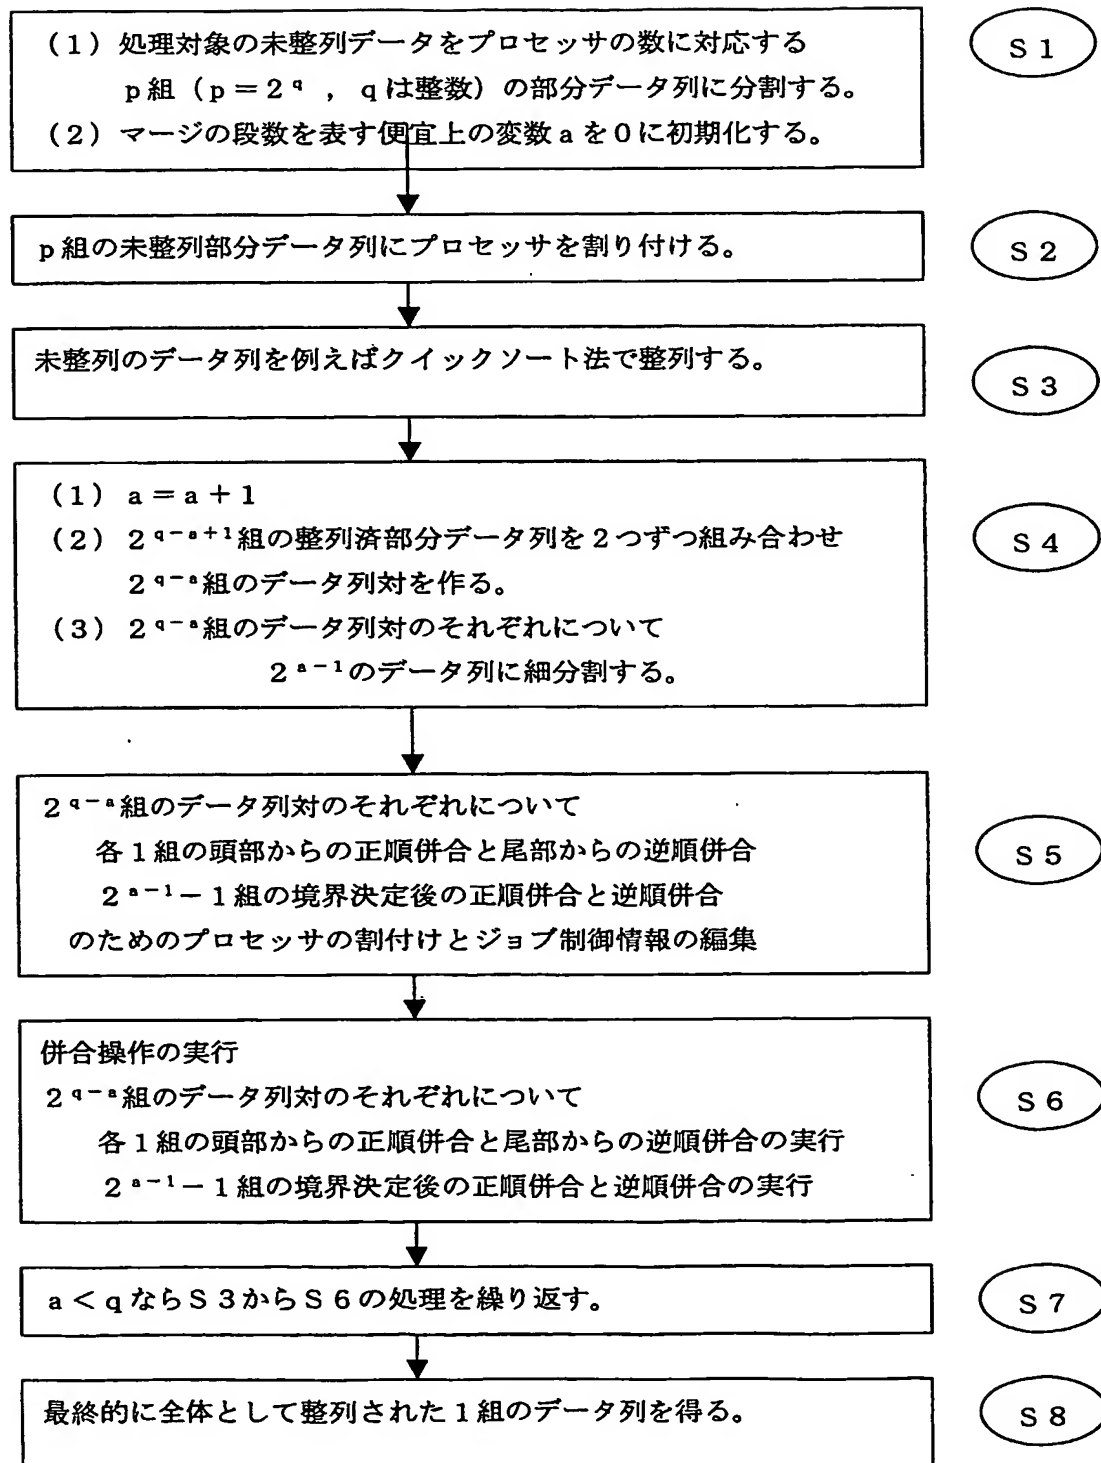 (1) 処理対象の未整列データをプロセッサの数に対応する
p組(p=2^q , qは整数)の部分データ列に分割する。
(2) マージの段数を表す便宜上の変数aを0に初期化する。
S1
p組の未整列部分データ列にプロセッサを割り付ける。
S2
未整列のデータ列を例えばクイックソート法で整列する。
S3
(1) a=a+1
(2) 2^{q-a+1}組の整列済部分データ列を2つずつ組み合わせ
2^{q-a}組のデータ列対を作る。
(3) 2^{q-a}組のデータ列対のそれぞれについて
2^{a-1}のデータ列に細分割する。
S4
2^{q-a}組のデータ列対のそれぞれについて
各1組の頭部からの正順併合と尾部からの逆順併合
2^{a-1}-1組の境界決定後の正順併合と逆順併合
のためのプロセッサの割付けとジョブ制御情報の編集
S5
併合操作の実行
2^{q-a}組のデータ列対のそれぞれについて
各1組の頭部からの正順併合と尾部からの逆順併合の実行
2^{a-1}-1組の境界決定後の正順併合と逆順併合の実行
S6
a<qならS3からS6の処理を繰り返す。
S7
最終的に全体として整列された1組のデータ列を得る。
S8